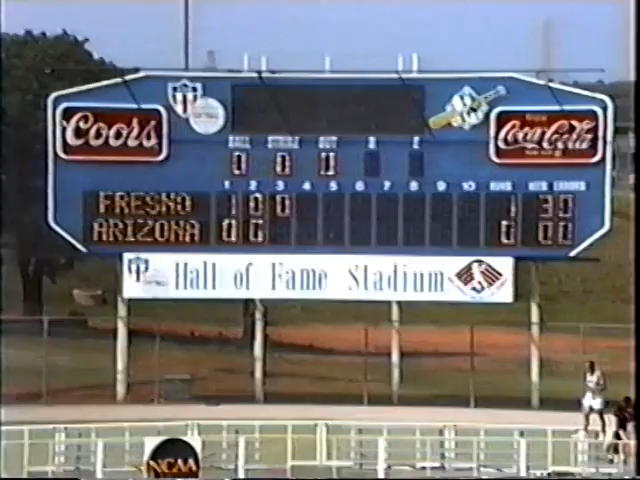 Coors
Enjoy
Coca-Cola
BALL STRIKE OUT H E
0 0 0
1 2 3 4 5 6 7 8 9 10 RUNS HITS ERRORS
FRESNO 1 0 0 1 3 0
ARIZONA 0 0 0 0 0
Hall of Fame Stadium
NCAA